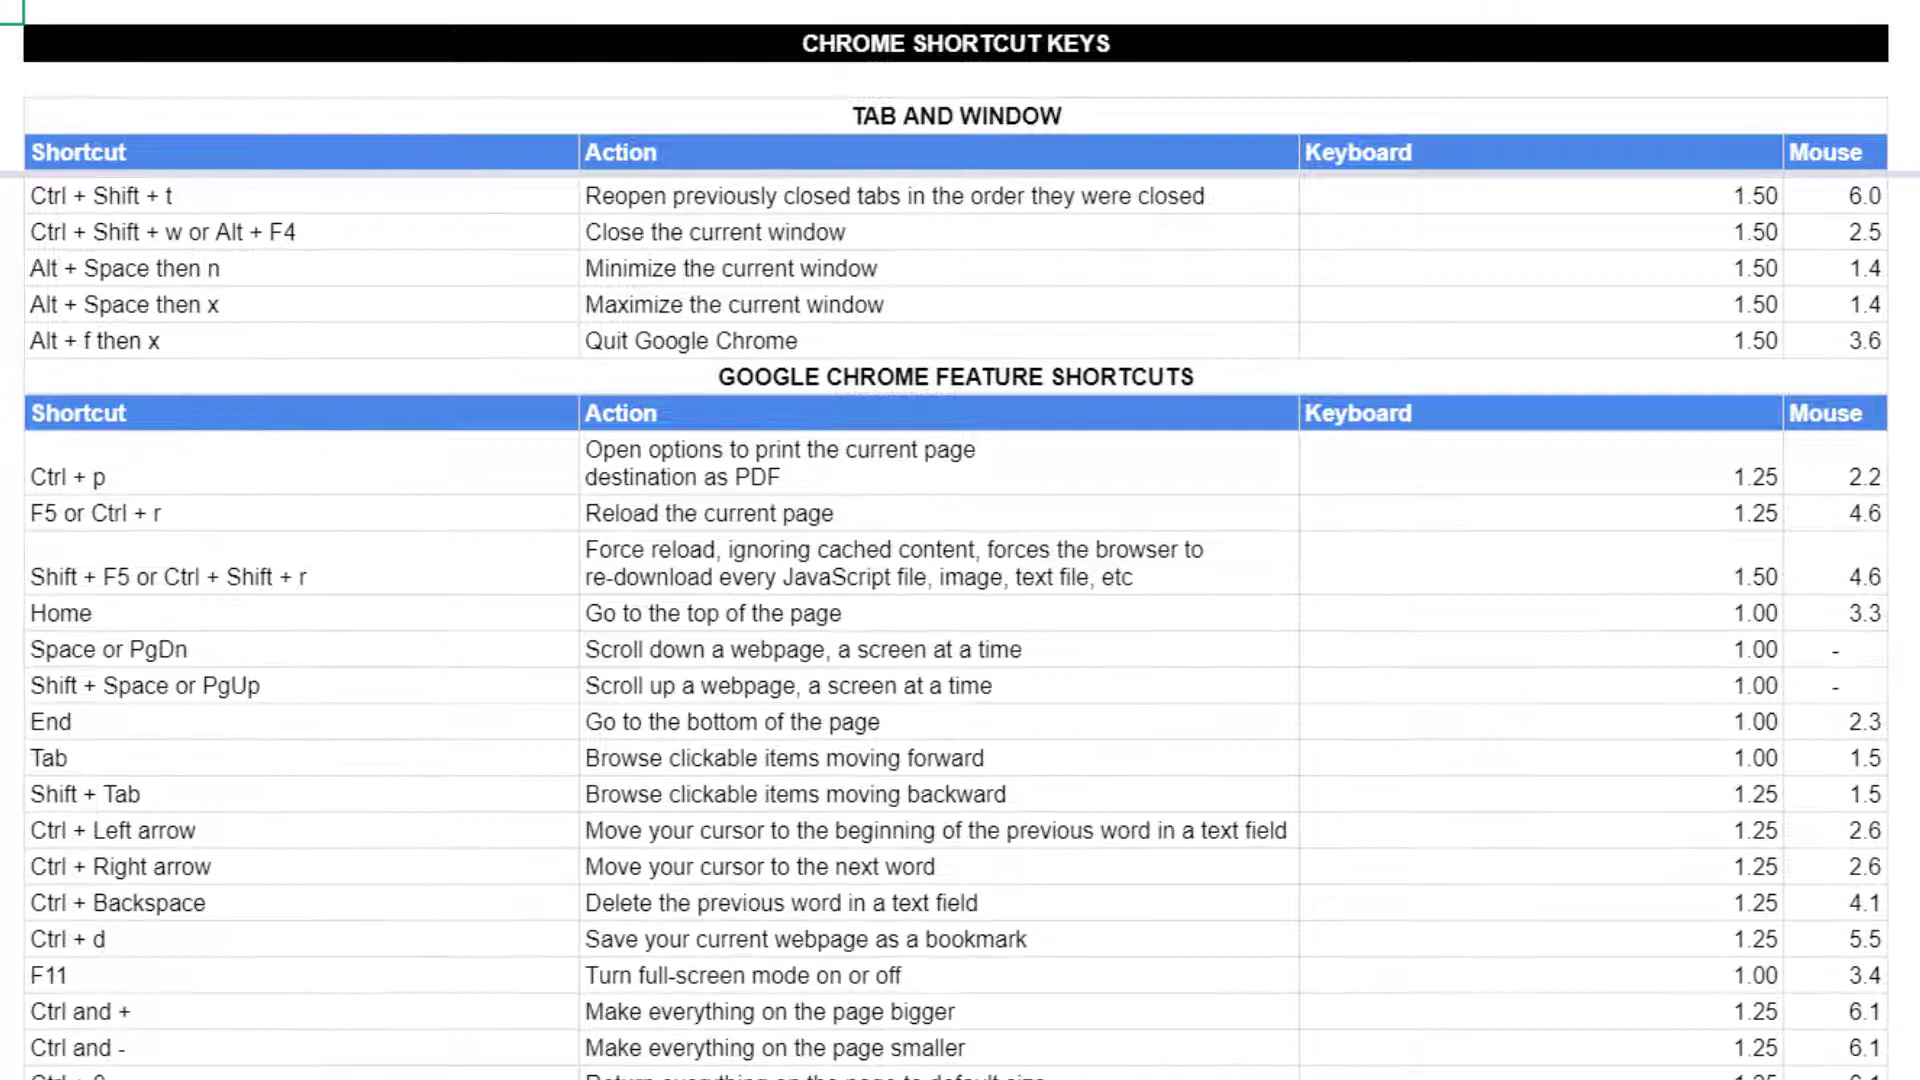 CHROME SHORTCUT KEYS
TAB AND WINDOW
Shortcut Action Keyboard Mouse
Ctrl + Shift + t Reopen previously closed tabs in the order they were closed 1.50 6.0
Ctrl + Shift + w or Alt + F4 Close the current window 1.50 2.5
Alt + Space then n Minimize the current window 1.50 1.4
Alt + Space then x Maximize the current window 1.50 1.4
Alt + f then x Quit Google Chrome 1.50 3.6
GOOGLE CHROME FEATURE SHORTCUTS
Shortcut Action Keyboard Mouse
Open options to print the current page
Ctrl + p destination as PDF 1.25 2.2
F5 or Ctrl + r Reload the current page 1.25 4.6
Force reload, ignoring cached content, forces the browser to
Shift + F5 or Ctrl + Shift + r re-download every JavaScript file, image, text file, etc 1.50 4.6
Home Go to the top of the page 1.00 3.3
Space or PgDn Scroll down a webpage, a screen at a time 1.00 -
Shift + Space or PgUp Scroll up a webpage, a screen at a time 1.00 -
End Go to the bottom of the page 1.00 2.3
Tab Browse clickable items moving forward 1.00 1.5
Shift + Tab Browse clickable items moving backward 1.25 1.5
Ctrl + Left arrow Move your cursor to the beginning of the previous word in a text field 1.25 2.6
Ctrl + Right arrow Move your cursor to the next word 1.25 2.6
Ctrl + Backspace Delete the previous word in a text field 1.25 4.1
Ctrl + d Save your current webpage as a bookmark 1.25 5.5
F11 Turn full-screen mode on or off 1.00 3.4
Ctrl and + Make everything on the page bigger 1.25 6.1
Ctrl and - Make everything on the page smaller 1.25 6.1